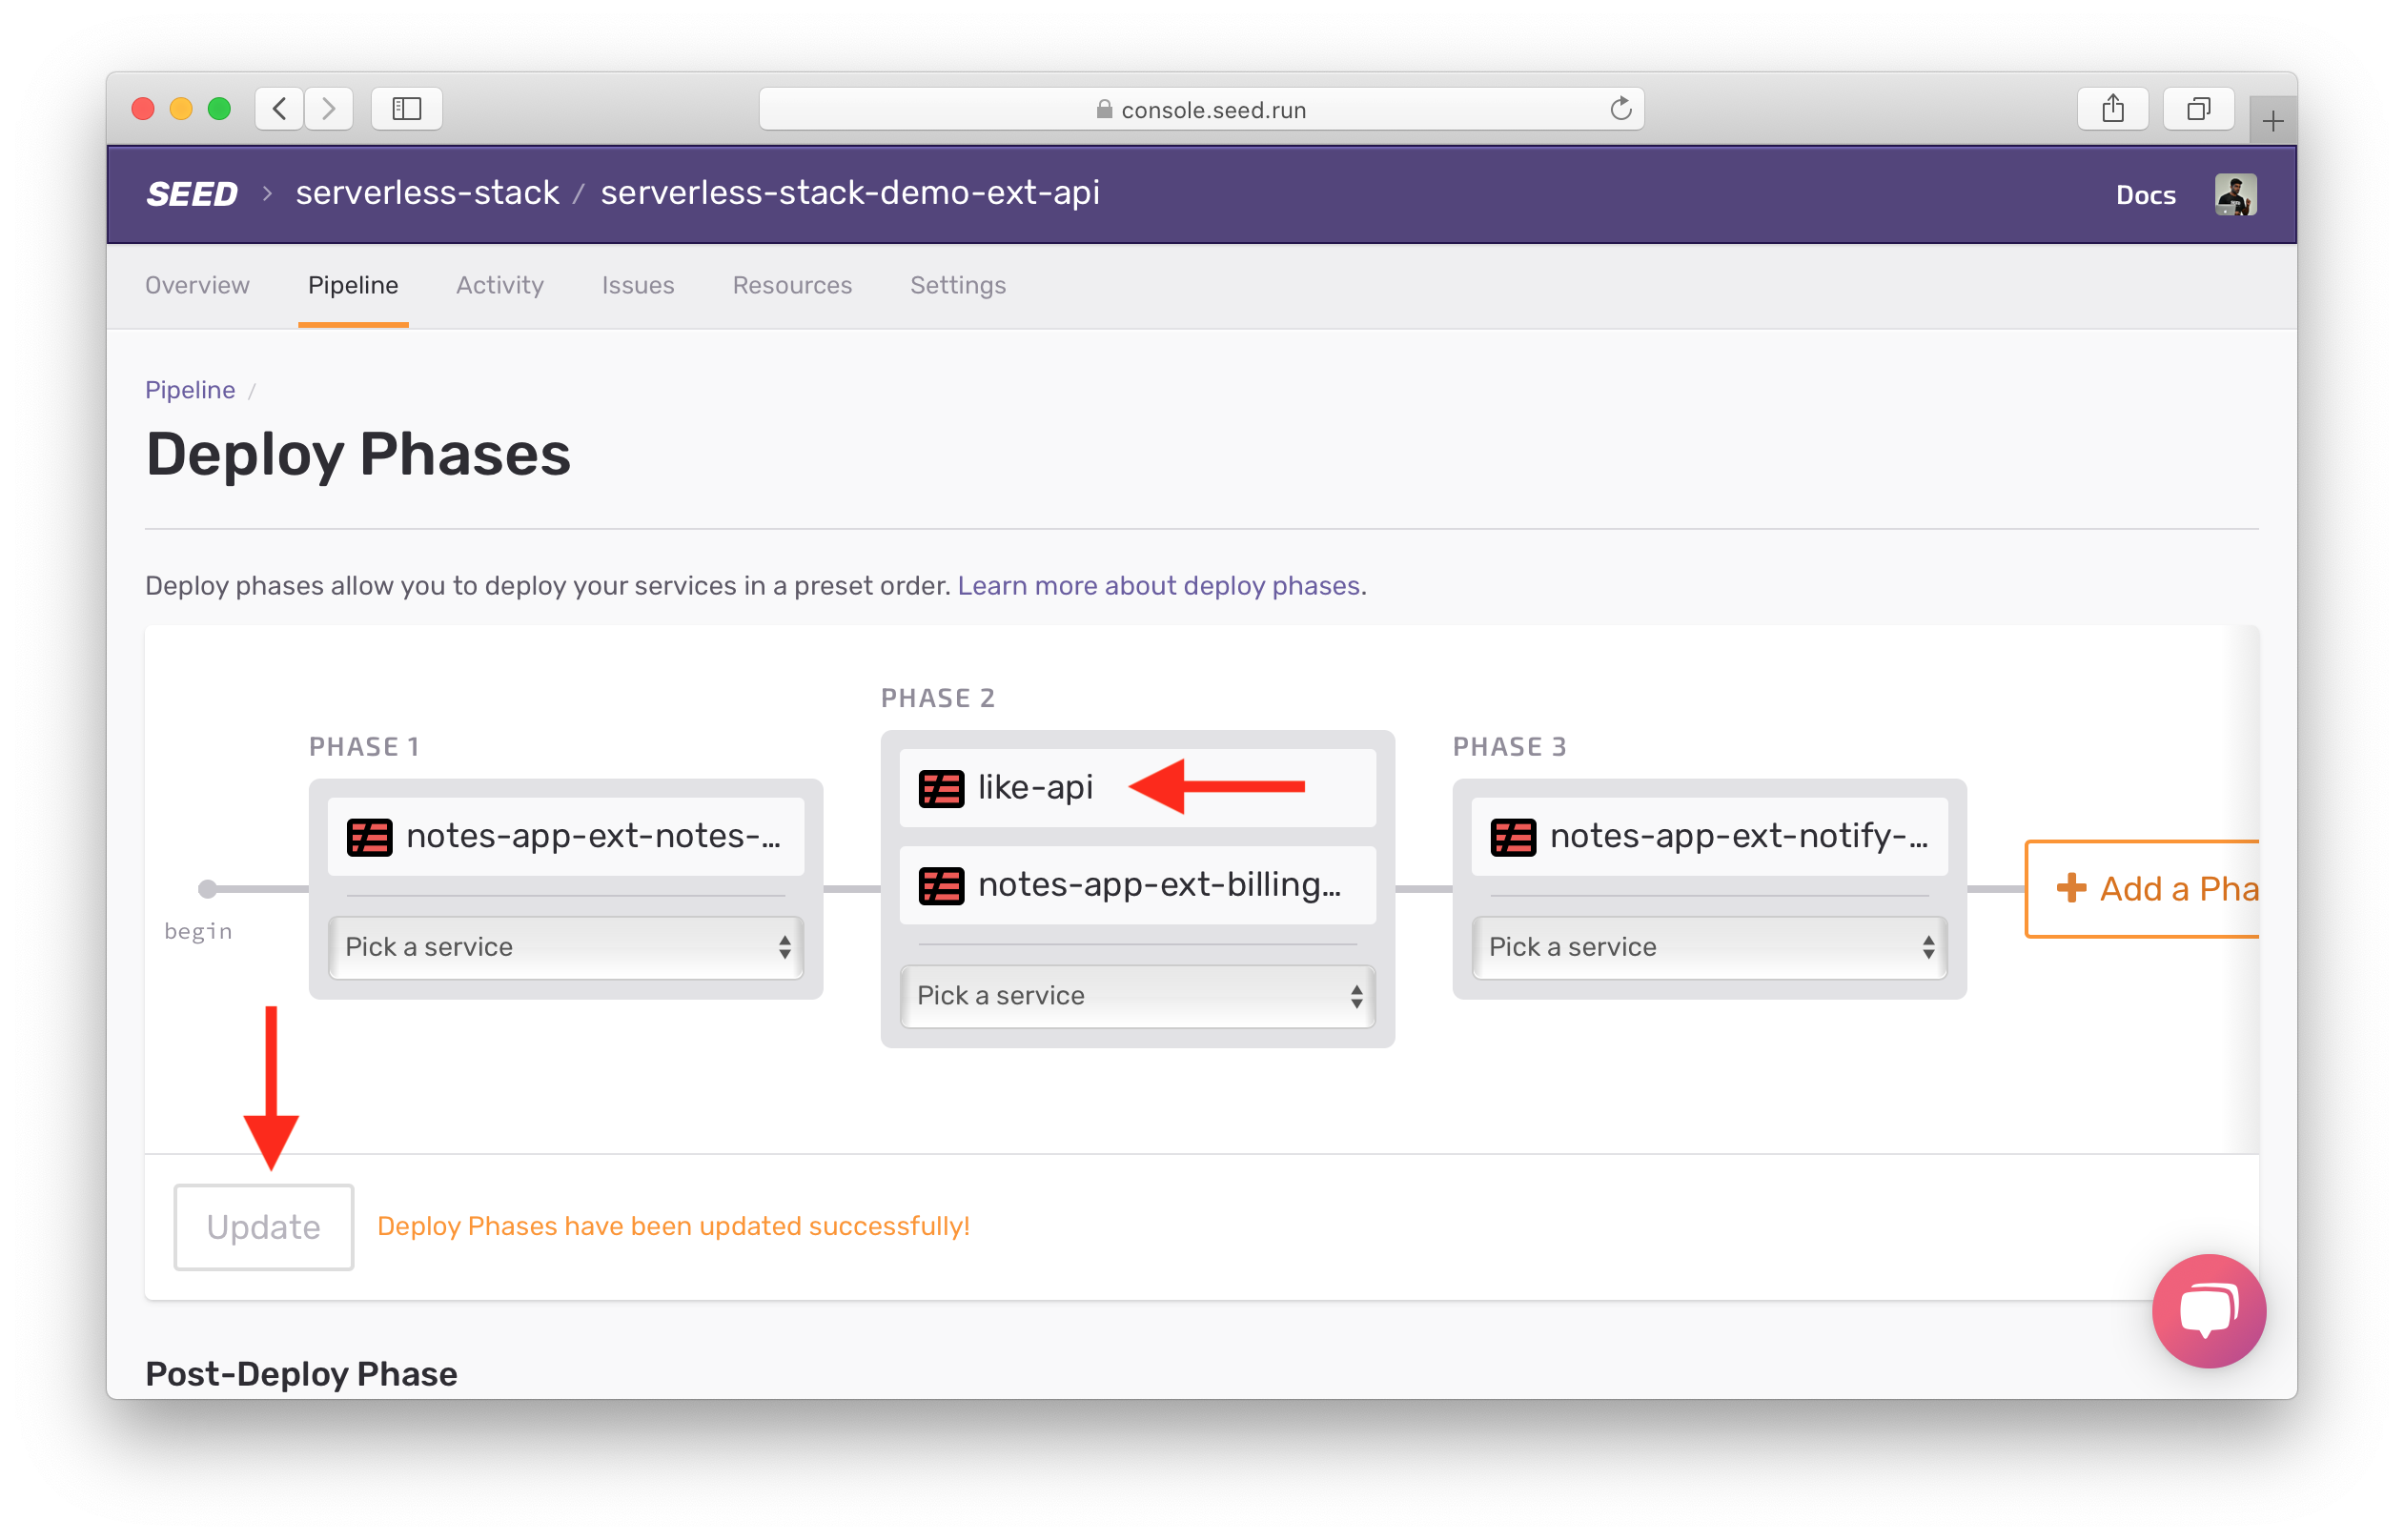 console.seed.run
SEED > serverless-stack / serverless-stack-demo-ext-api
Docs
Overview Pipeline Activity Issues Resources Settings
Pipeline /
Deploy Phases
Deploy phases allow you to deploy your services in a preset order. Learn more about deploy phases.
begin
PHASE 1
notes-app-ext-notes-...
Pick a service
PHASE 2
like-api
notes-app-ext-billing...
Pick a service
PHASE 3
notes-app-ext-notify-...
Pick a service
+ Add a Pha
Update
Deploy Phases have been updated successfully!
Post-Deploy Phase